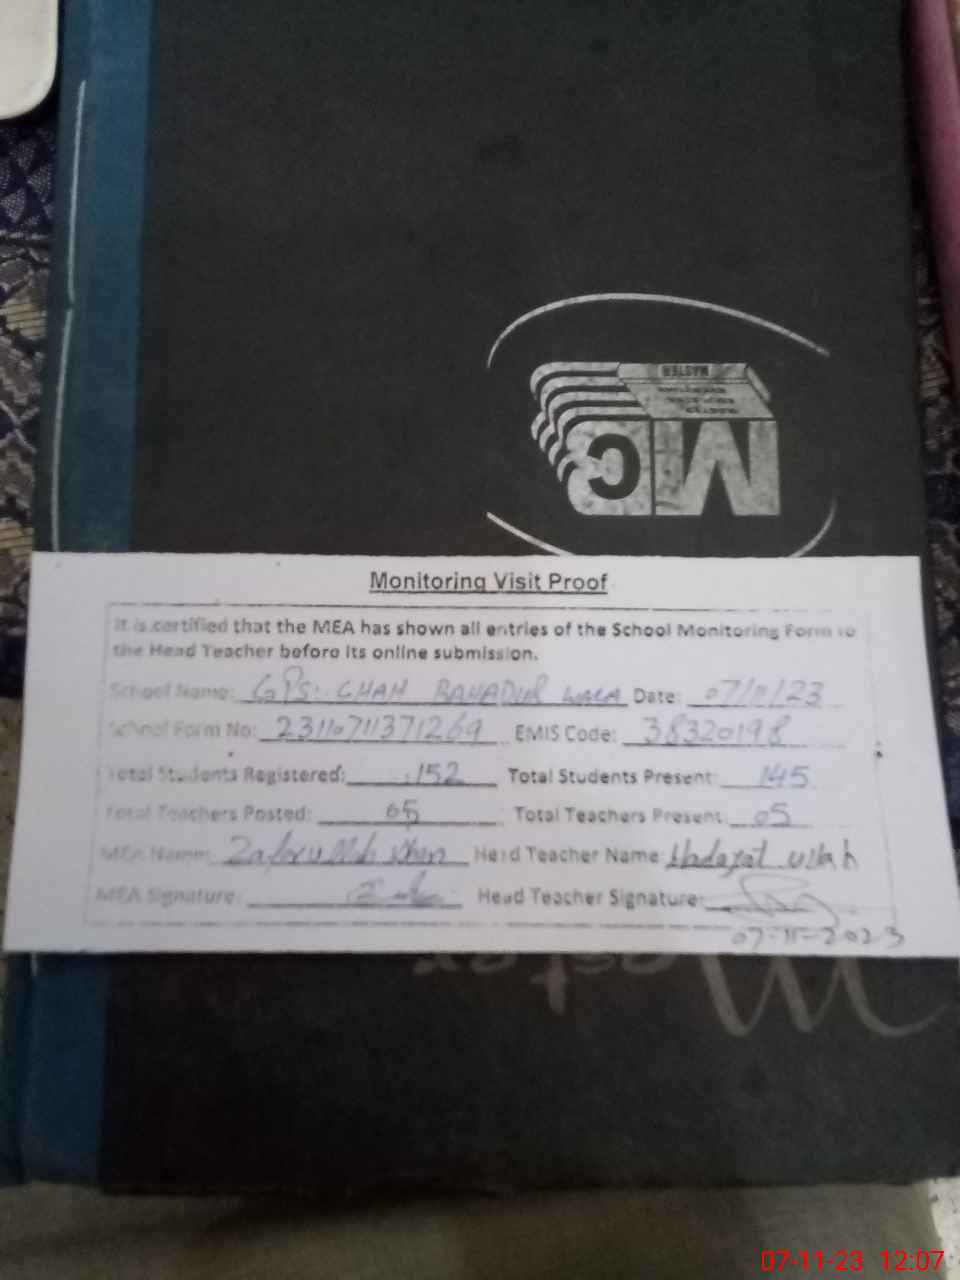 MASTER
MC
Monitoring Visit Proof
It is certified that the MEA has shown all entries of the School Monitoring Form to
the Head Teacher before its online submission.
School Name: GPS: CHAH BAHADUR WALA Date: 07/11/23
School Form No: 23110711371269 EMIS Code: 38320198
Total Students Registered: 152 Total Students Present: 145
Total Teachers Posted: 05 Total Teachers Present 05
MEA Name: Zafarullah Khan Head Teacher Name Hadayat ullah
MEA Signature: Head Teacher Signature:
07-11-2023
Master
07-11-23 12:07